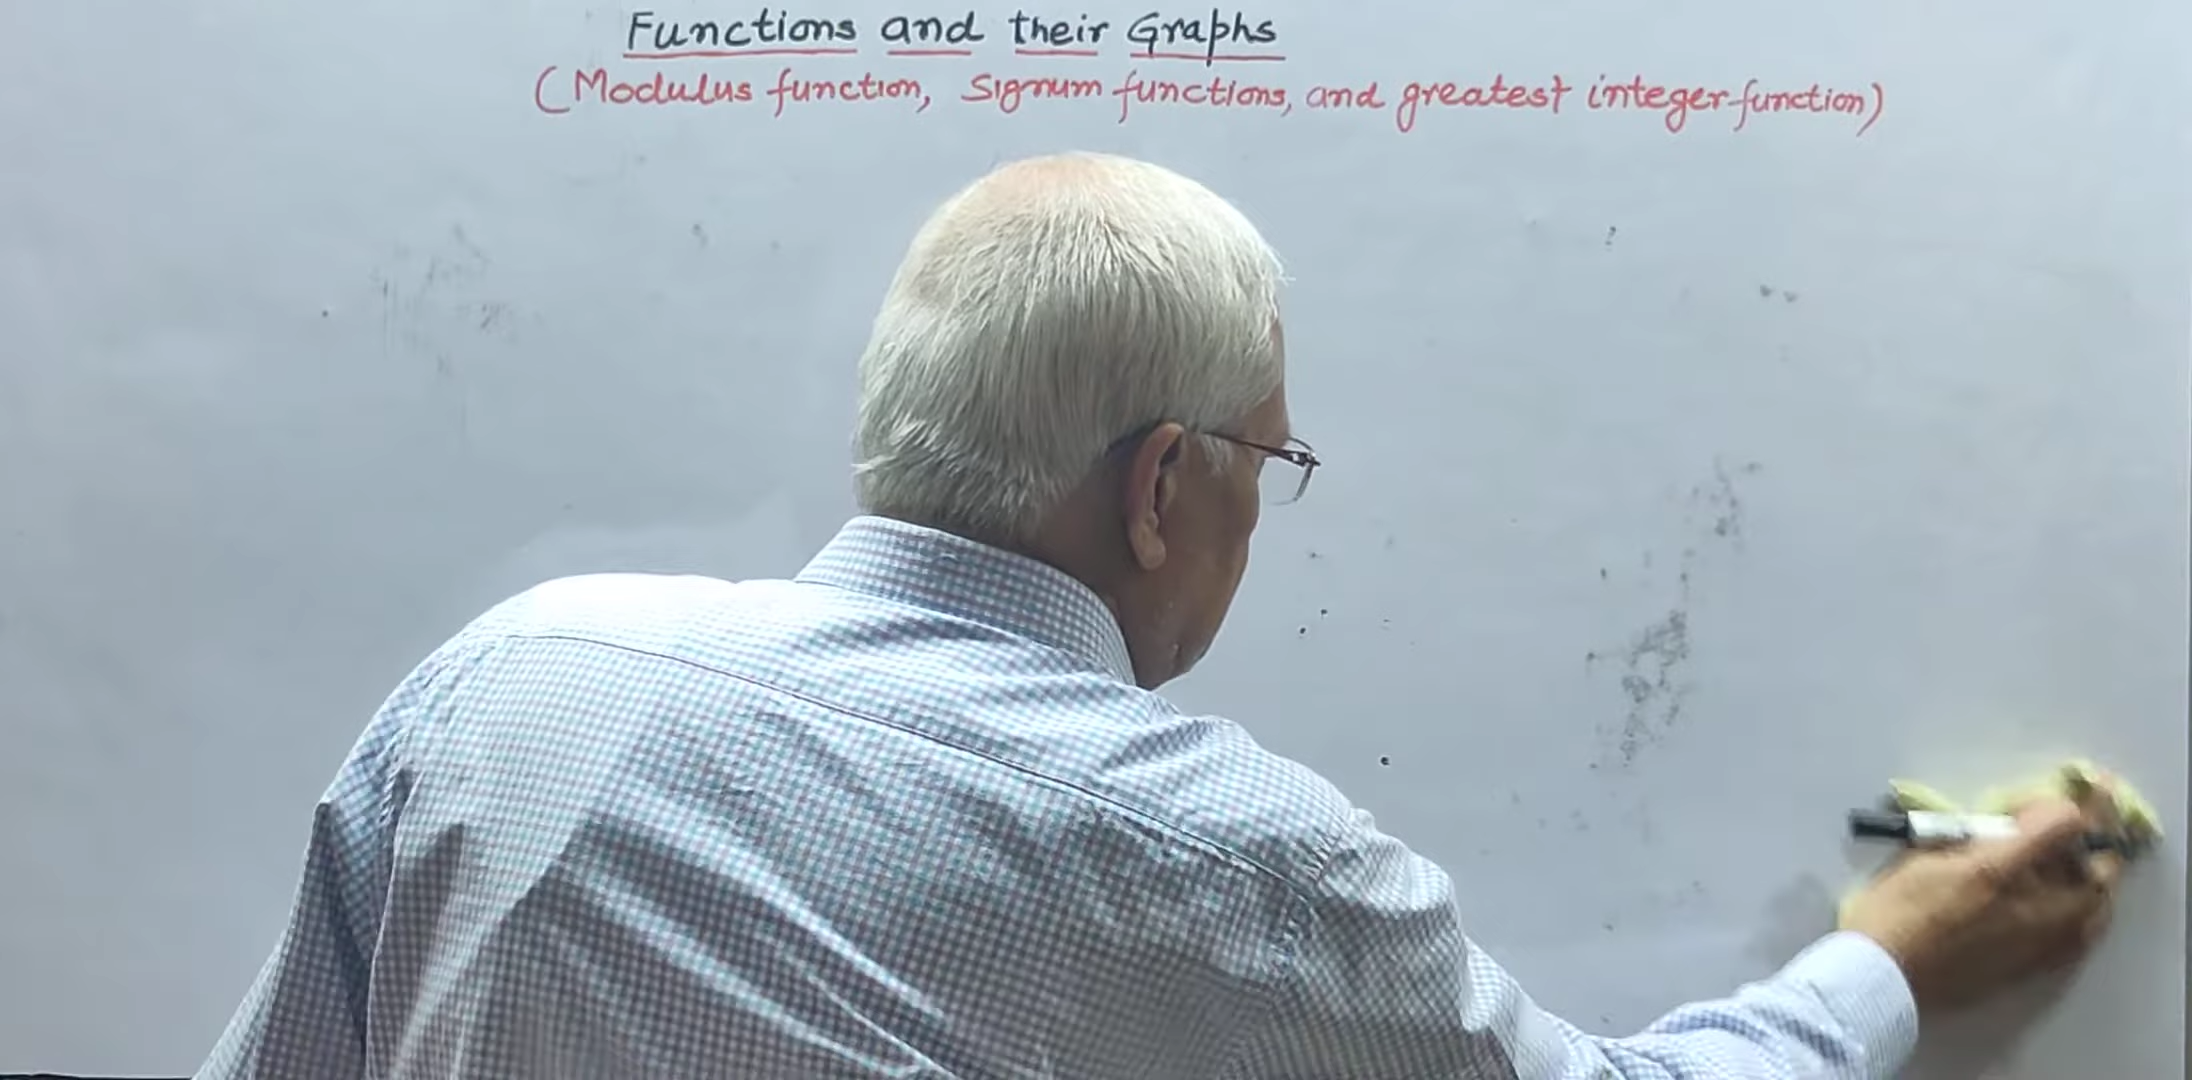 Functions and their Graphs
(Modulus function, Signum functions, and greatest integer function)